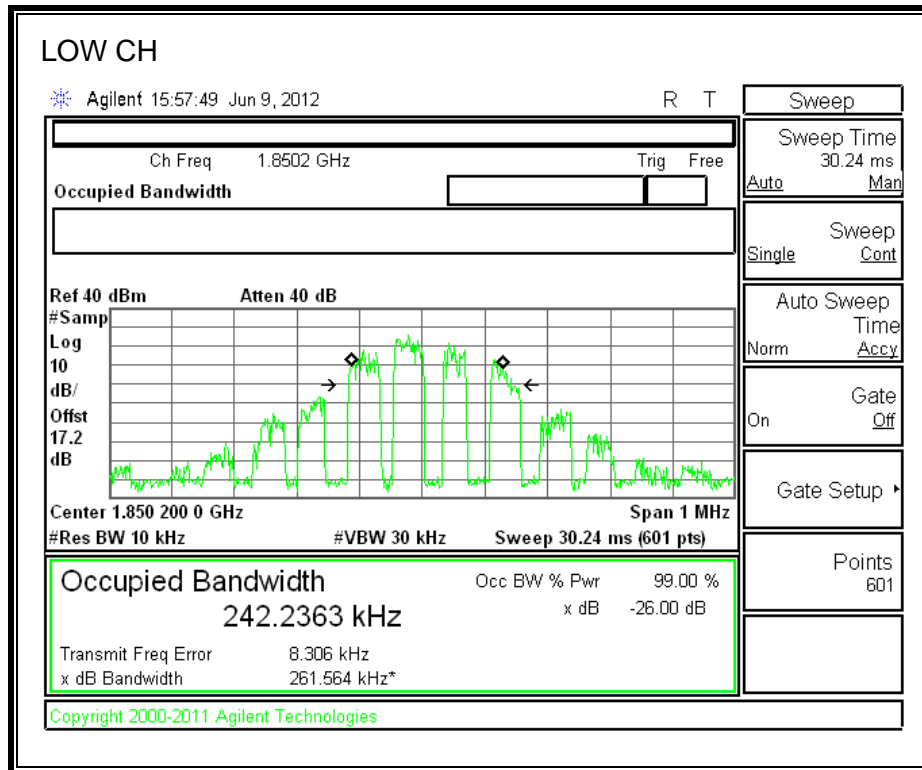 LOW CH
Agilent 15:57:49 Jun 9, 2012 R T
Ch Freq 1.8502 GHz Trig Free
Occupied Bandwidth
Ref 40 dBm Atten 40 dB
#Samp
Log
10
dB/
Offst
17.2
dB
Center 1.850 200 0 GHz Span 1 MHz
#Res BW 10 kHz #VBW 30 kHz Sweep 30.24 ms (601 pts)
Occupied Bandwidth
242.2363 kHz
Occ BW % Pwr 99.00 %
x dB -26.00 dB
Transmit Freq Error 8.306 kHz
x dB Bandwidth 261.564 kHz*
Copyright 2000-2011 Agilent Technologies
Sweep
Sweep Time
30.24 ms
Auto Man
Sweep
Single Cont
Auto Sweep
Time
Norm Accy
Gate
On Off
Gate Setup
Points
601